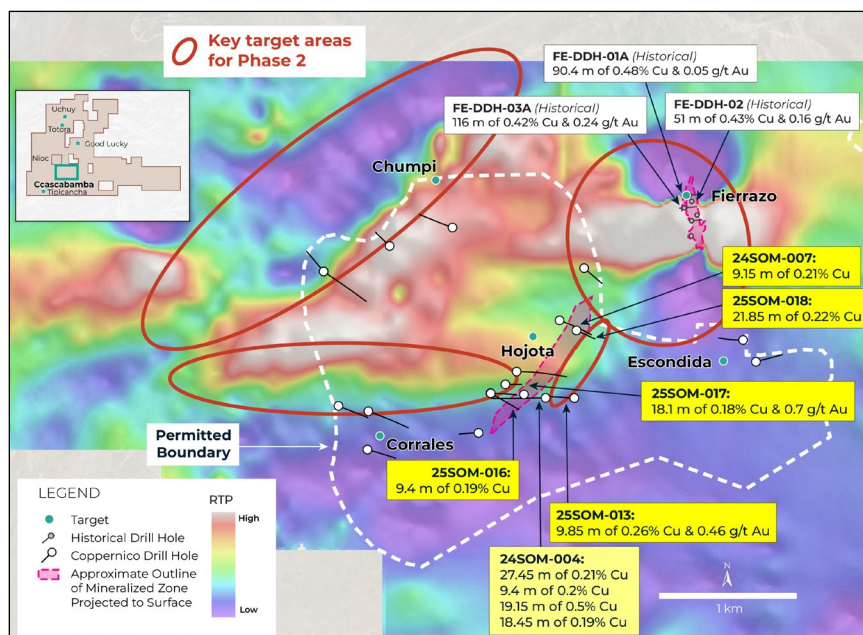 Key target areas
for Phase 2
FE-DDH-01A (Historical)
90.4 m of 0.48% Cu & 0.05 g/t Au
FE-DDH-03A (Historical)
116 m of 0.42% Cu & 0.24 g/t Au
FE-DDH-02 (Historical)
51 m of 0.43% Cu & 0.16 g/t Au
Uchuy
Totora
Good Lucky
Nioc
Ccascabamba
Tipicancha
Chumpi
Fierrazo
24SOM-007:
9.15 m of 0.21% Cu
25SOM-018:
21.85 m of 0.22% Cu
Hojota
Escondida
25SOM-017:
18.1 m of 0.18% Cu & 0.7 g/t Au
Permitted
Boundary
Corrales
25SOM-016:
9.4 m of 0.19% Cu
25SOM-013:
9.85 m of 0.26% Cu & 0.46 g/t Au
24SOM-004:
27.45 m of 0.21% Cu
9.4 m of 0.2% Cu
19.15 m of 0.5% Cu
18.45 m of 0.19% Cu
LEGEND
Target
Historical Drill Hole
Coppernico Drill Hole
Approximate Outline
of Mineralized Zone
Projected to Surface
RTP
High
Low
N
1 km